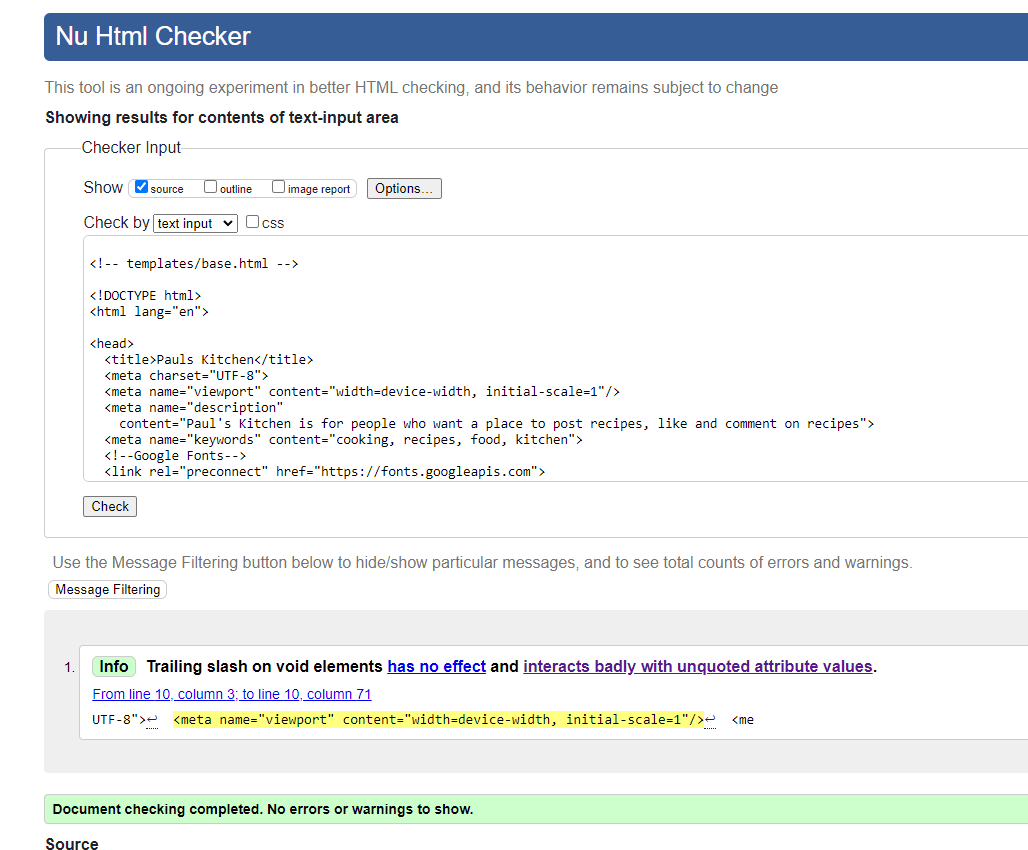 Nu Html Checker
This tool is an ongoing experiment in better HTML checking, and its behavior remains subject to change
Showing results for contents of text-input area
Checker Input
Show source outline image report Options...
Check by text input css
<!-- templates/base.html -->
<!DOCTYPE html>
<html lang="en">
<head>
<title>Pauls Kitchen</title>
<meta charset="UTF-8">
<meta name="viewport" content="width=device-width, initial-scale=1"/>
<meta name="description"
content="Paul's Kitchen is for people who want a place to post recipes, like and comment on recipes">
<meta name="keywords" content="cooking, recipes, food, kitchen">
<!--Google Fonts-->
<link rel="preconnect" href="https://fonts.googleapis.com">
Check
Use the Message Filtering button below to hide/show particular messages, and to see total counts of errors and warnings.
Message Filtering
1. Info Trailing slash on void elements has no effect and interacts badly with unquoted attribute values.
From line 10, column 3; to line 10, column 71
UTF-8">↩ <meta name="viewport" content="width=device-width, initial-scale=1"/>↩ <me
Document checking completed. No errors or warnings to show.
Source